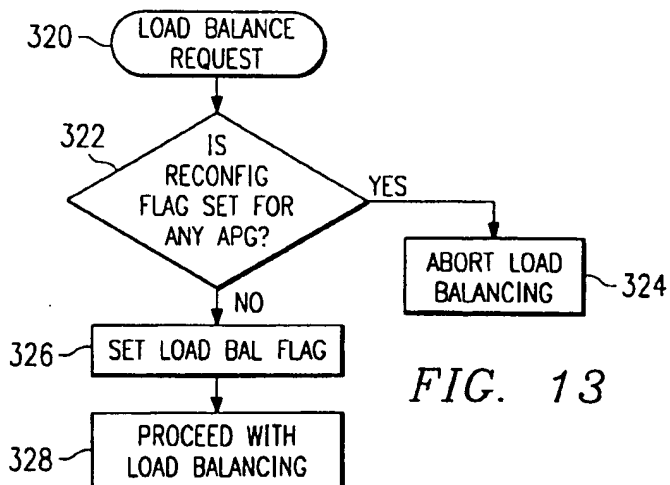 320
LOAD BALANCE
REQUEST
322
IS
RECONFIG
FLAG SET FOR
ANY APG?
YES
ABORT LOAD
BALANCING
324
NO
326
SET LOAD BAL FLAG
FIG. 13
328
PROCEED WITH
LOAD BALANCING